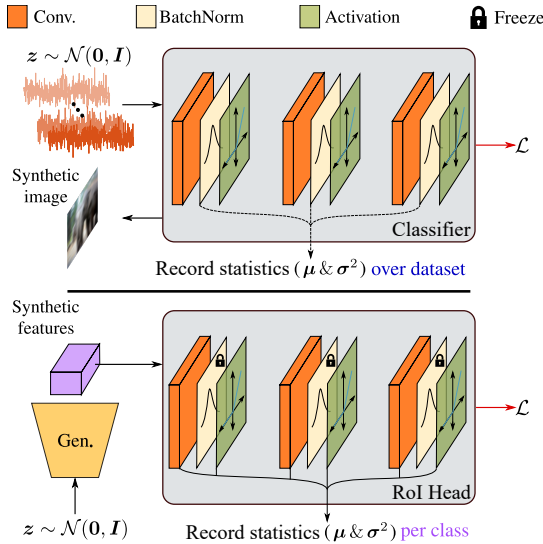 Conv. BatchNorm Activation Freeze
z ∼ 𝒩(0, I)
Synthetic
image
ℒ
Classifier
Record statistics (μ & σ²) over dataset
Synthetic
features
Gen.
ℒ
RoI Head
z ∼ 𝒩(0, I)
Record statistics (μ & σ²) per class